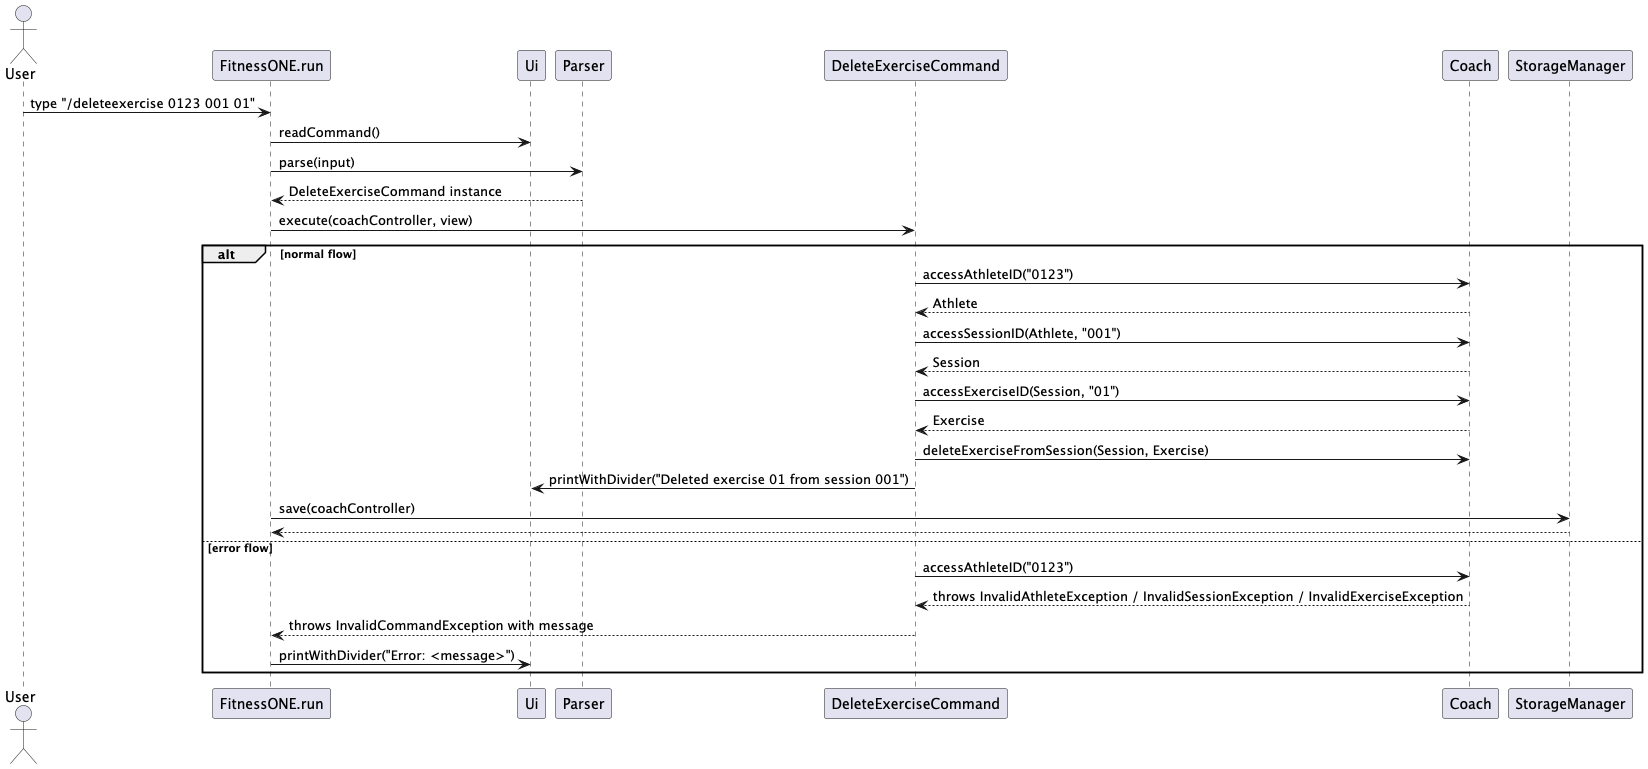 User
FitnessONE.run
Ui
Parser
DeleteExerciseCommand
Coach
StorageManager
type "/deleteexercise 0123 001 01"
readCommand()
parse(input)
DeleteExerciseCommand instance
execute(coachController, view)
alt
[normal flow]
accessAthleteID("0123")
Athlete
accessSessionID(Athlete, "001")
Session
accessExerciseID(Session, "01")
Exercise
deleteExerciseFromSession(Session, Exercise)
printWithDivider("Deleted exercise 01 from session 001")
save(coachController)
[error flow]
accessAthleteID("0123")
throws InvalidAthleteException / InvalidSessionException / InvalidExerciseException
throws InvalidCommandException with message
printWithDivider("Error: <message>")
User
FitnessONE.run
Ui
Parser
DeleteExerciseCommand
Coach
StorageManager